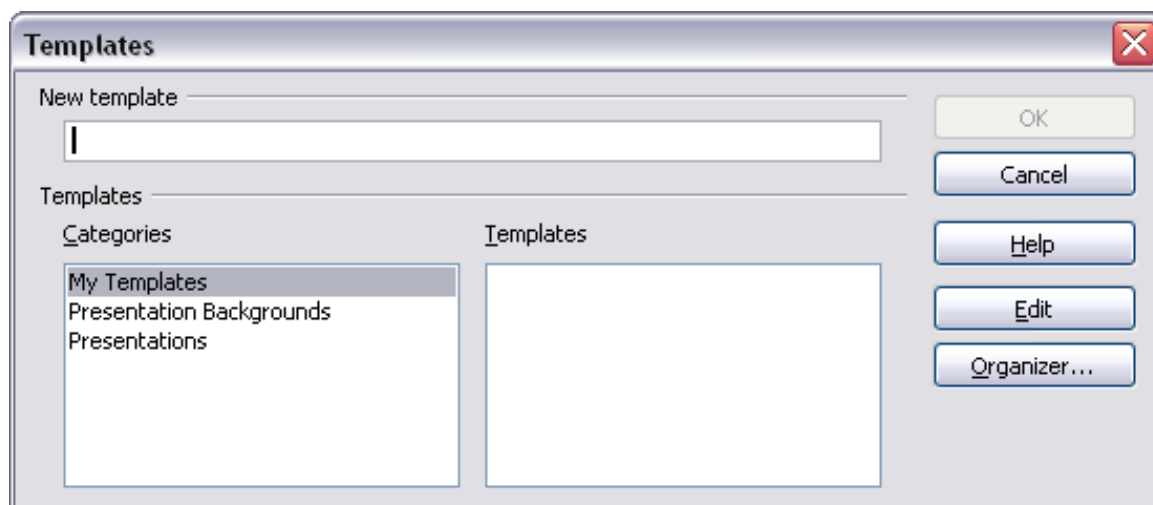 Templates
New template
OK
Cancel
Templates
Categories
Templates
Help
My Templates
Presentation Backgrounds
Presentations
Edit
Organizer...